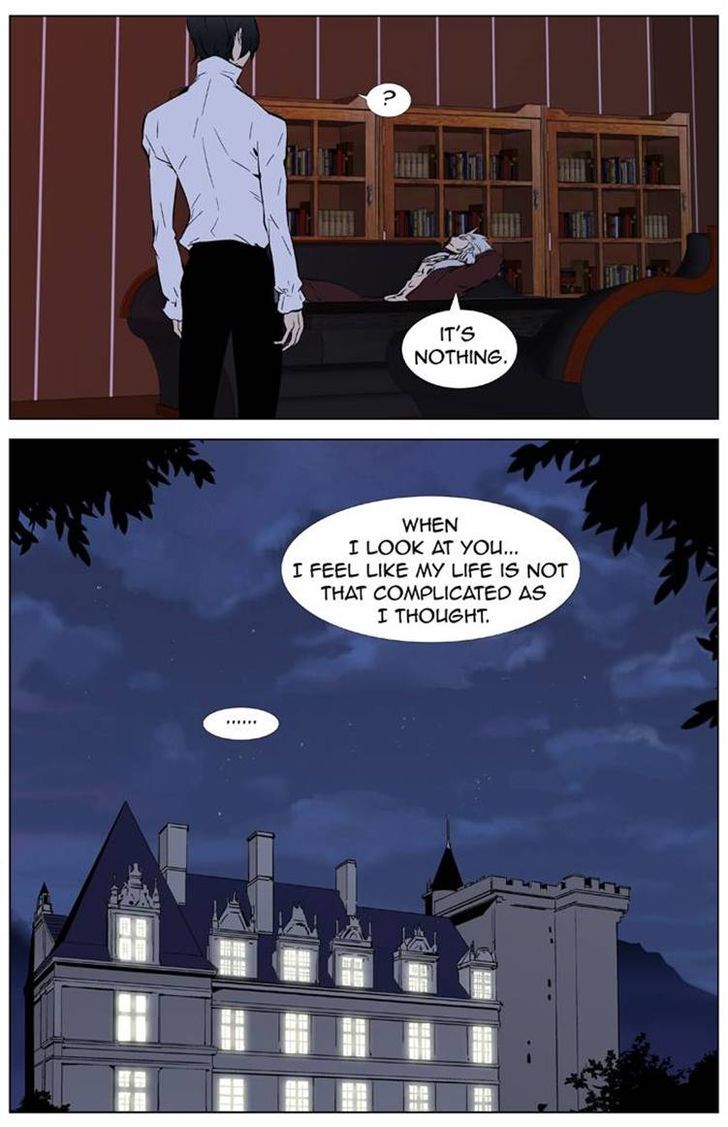 ?
IT'S
NOTHING.
WHEN
I LOOK AT YOU...
I FEEL LIKE MY LIFE IS NOT
THAT COMPLICATED AS
I THOUGHT.
......